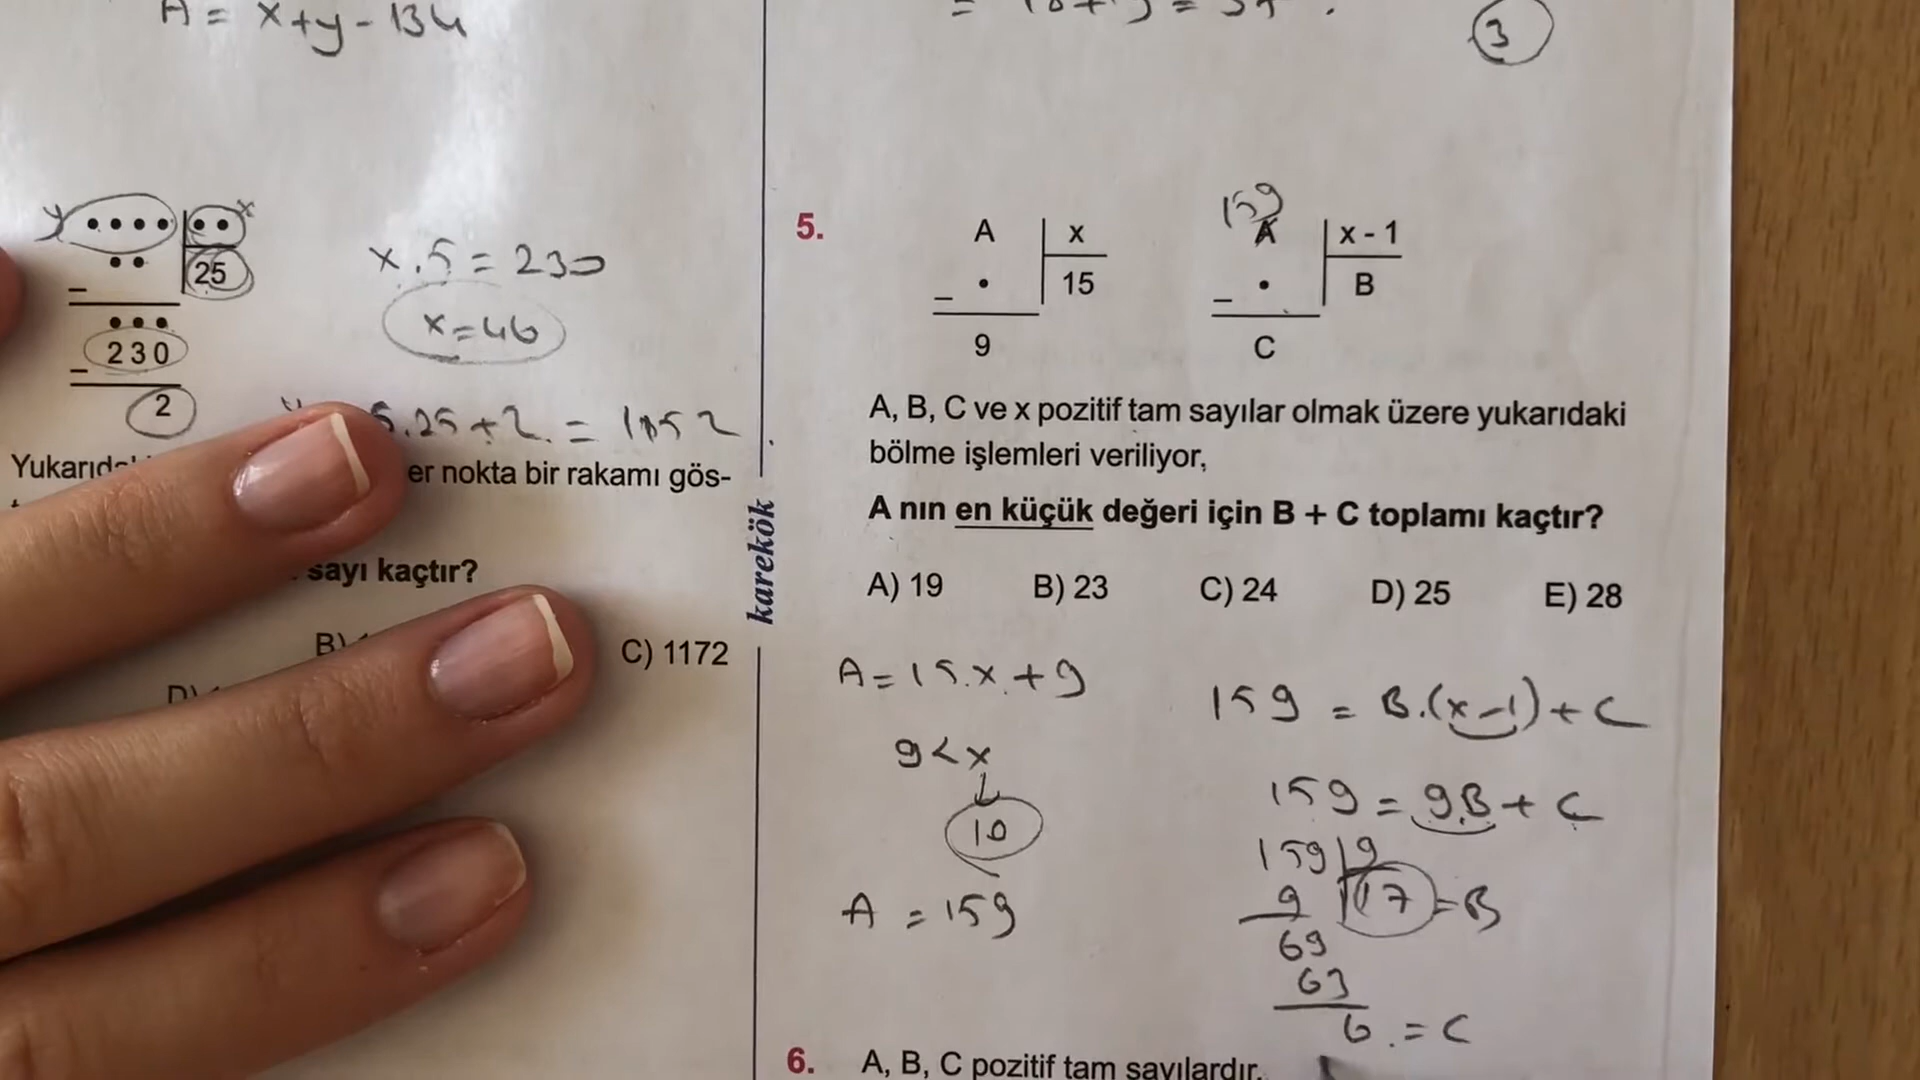 A = x+y-134
3
y
x
25
230
2
x.5 = 230
x=46
.25+2 = 1152
er nokta bir rakamı gös-
sayı kaçtır?
C) 1172
karekök
5.
A x
15
9
159
A x - 1
B
C
A, B, C ve x pozitif tam sayılar olmak üzere yukarıdaki
bölme işlemleri veriliyor,
A nın en küçük değeri için B + C toplamı kaçtır?
A) 19 B) 23 C) 24 D) 25 E) 28
A = 15.x + 9
9 < x
10
A = 159
159 = B.(x-1) + C
159 = 9B + C
159 9
9 17 = B
69
63
6 = C
6. A, B, C pozitif tam sayılardır.